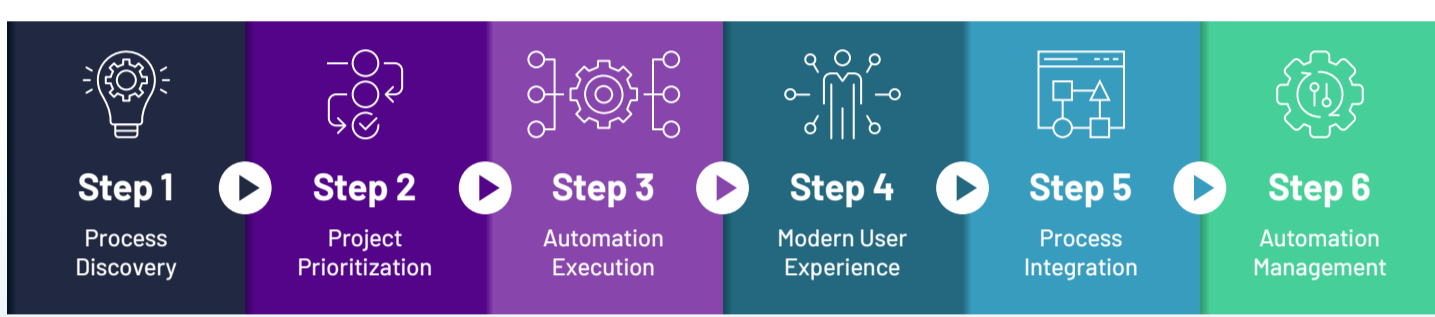 Step 1
Process
Discovery
Step 2
Project
Prioritization
Step 3
Automation
Execution
Step 4
Modern User
Experience
Step 5
Process
Integration
Step 6
Automation
Management